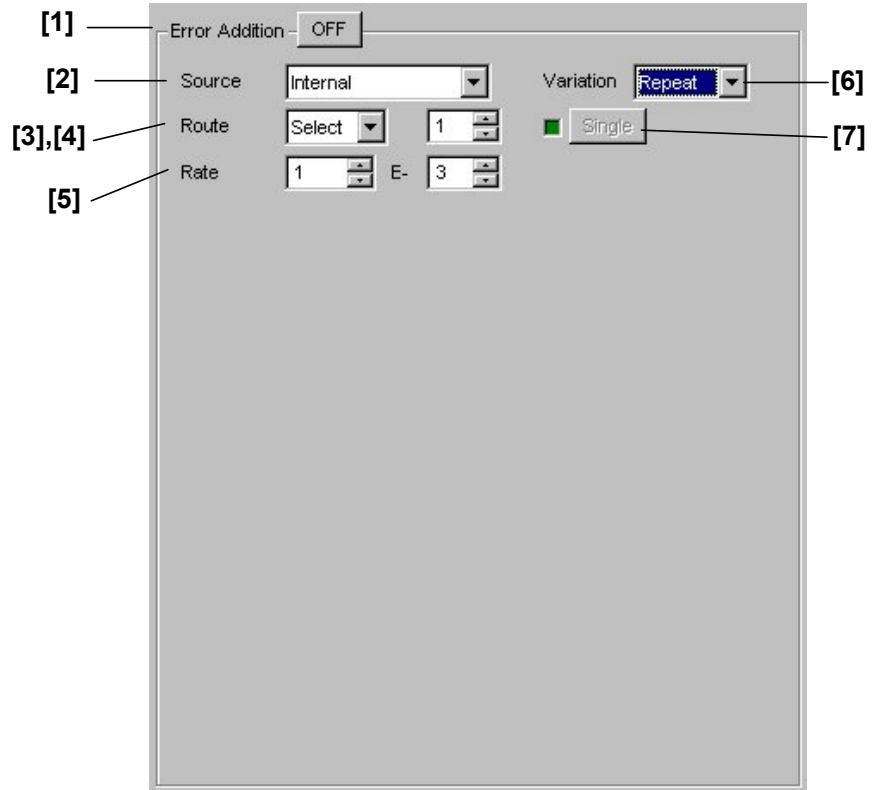 [1] Error Addition OFF
[2] Source Internal Variation Repeat [6]
[3],[4] Route Select 1 Single [7]
[5] Rate 1 E- 3